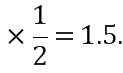 × 1/2 = 1.5.